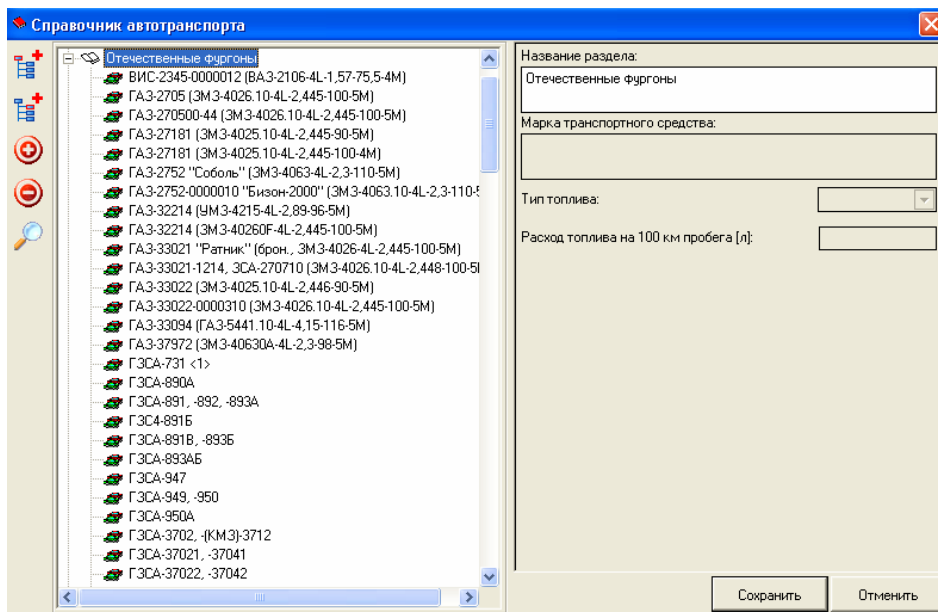 Справочник автотранспорта
Отечественные фургоны
ВИС-2345-0000012 (ВАЗ-2106-4L-1,57-75,5-4М)
ГАЗ-2705 (ЗМЗ-4026.10-4L-2,445-100-5М)
ГАЗ-270500-44 (ЗМЗ-4026.10-4L-2,445-100-5М)
ГАЗ-27181 (ЗМЗ-4025.10-4L-2,445-90-5М)
ГАЗ-27181 (ЗМЗ-4025.10-4L-2,445-100-4М)
ГАЗ-2752 "Соболь" (ЗМЗ-4063-4L-2,3-110-5М)
ГАЗ-2752-0000010 "Бизон-2000" (ЗМЗ-4063.10-4L-2,3-110-5
ГАЗ-32214 (УМЗ-4215-4L-2,89-96-5М)
ГАЗ-32214 (ЗМЗ-40260F-4L-2,445-100-5М)
ГАЗ-33021 "Ратник" (брон., ЗМЗ-4026-4L-2,445-100-5М)
ГАЗ-33021-1214, ЗСА-270710 (ЗМЗ-4026.10-4L-2,448-100-5
ГАЗ-33022 (ЗМЗ-4025.10-4L-2,446-90-5М)
ГАЗ-33022-0000310 (ЗМЗ-4026.10-4L-2,445-100-5М)
ГАЗ-33094 (ГАЗ-5441.10-4L-4,15-116-5М)
ГАЗ-37972 (ЗМЗ-40630А-4L-2,3-98-5М)
ГЗСА-731 <1>
ГЗСА-890А
ГЗСА-891, -892, -893А
ГЗС4-891Б
ГЗСА-891В, -893Б
ГЗСА-893АБ
ГЗСА-947
ГЗСА-949, -950
ГЗСА-950А
ГЗСА-3702, -(КМЗ)-3712
ГЗСА-37021, -37041
ГЗСА-37022, -37042
Название раздела:
Отечественные фургоны
Марка транспортного средства:
Тип топлива:
Расход топлива на 100 км пробега [л]:
Сохранить
Отменить